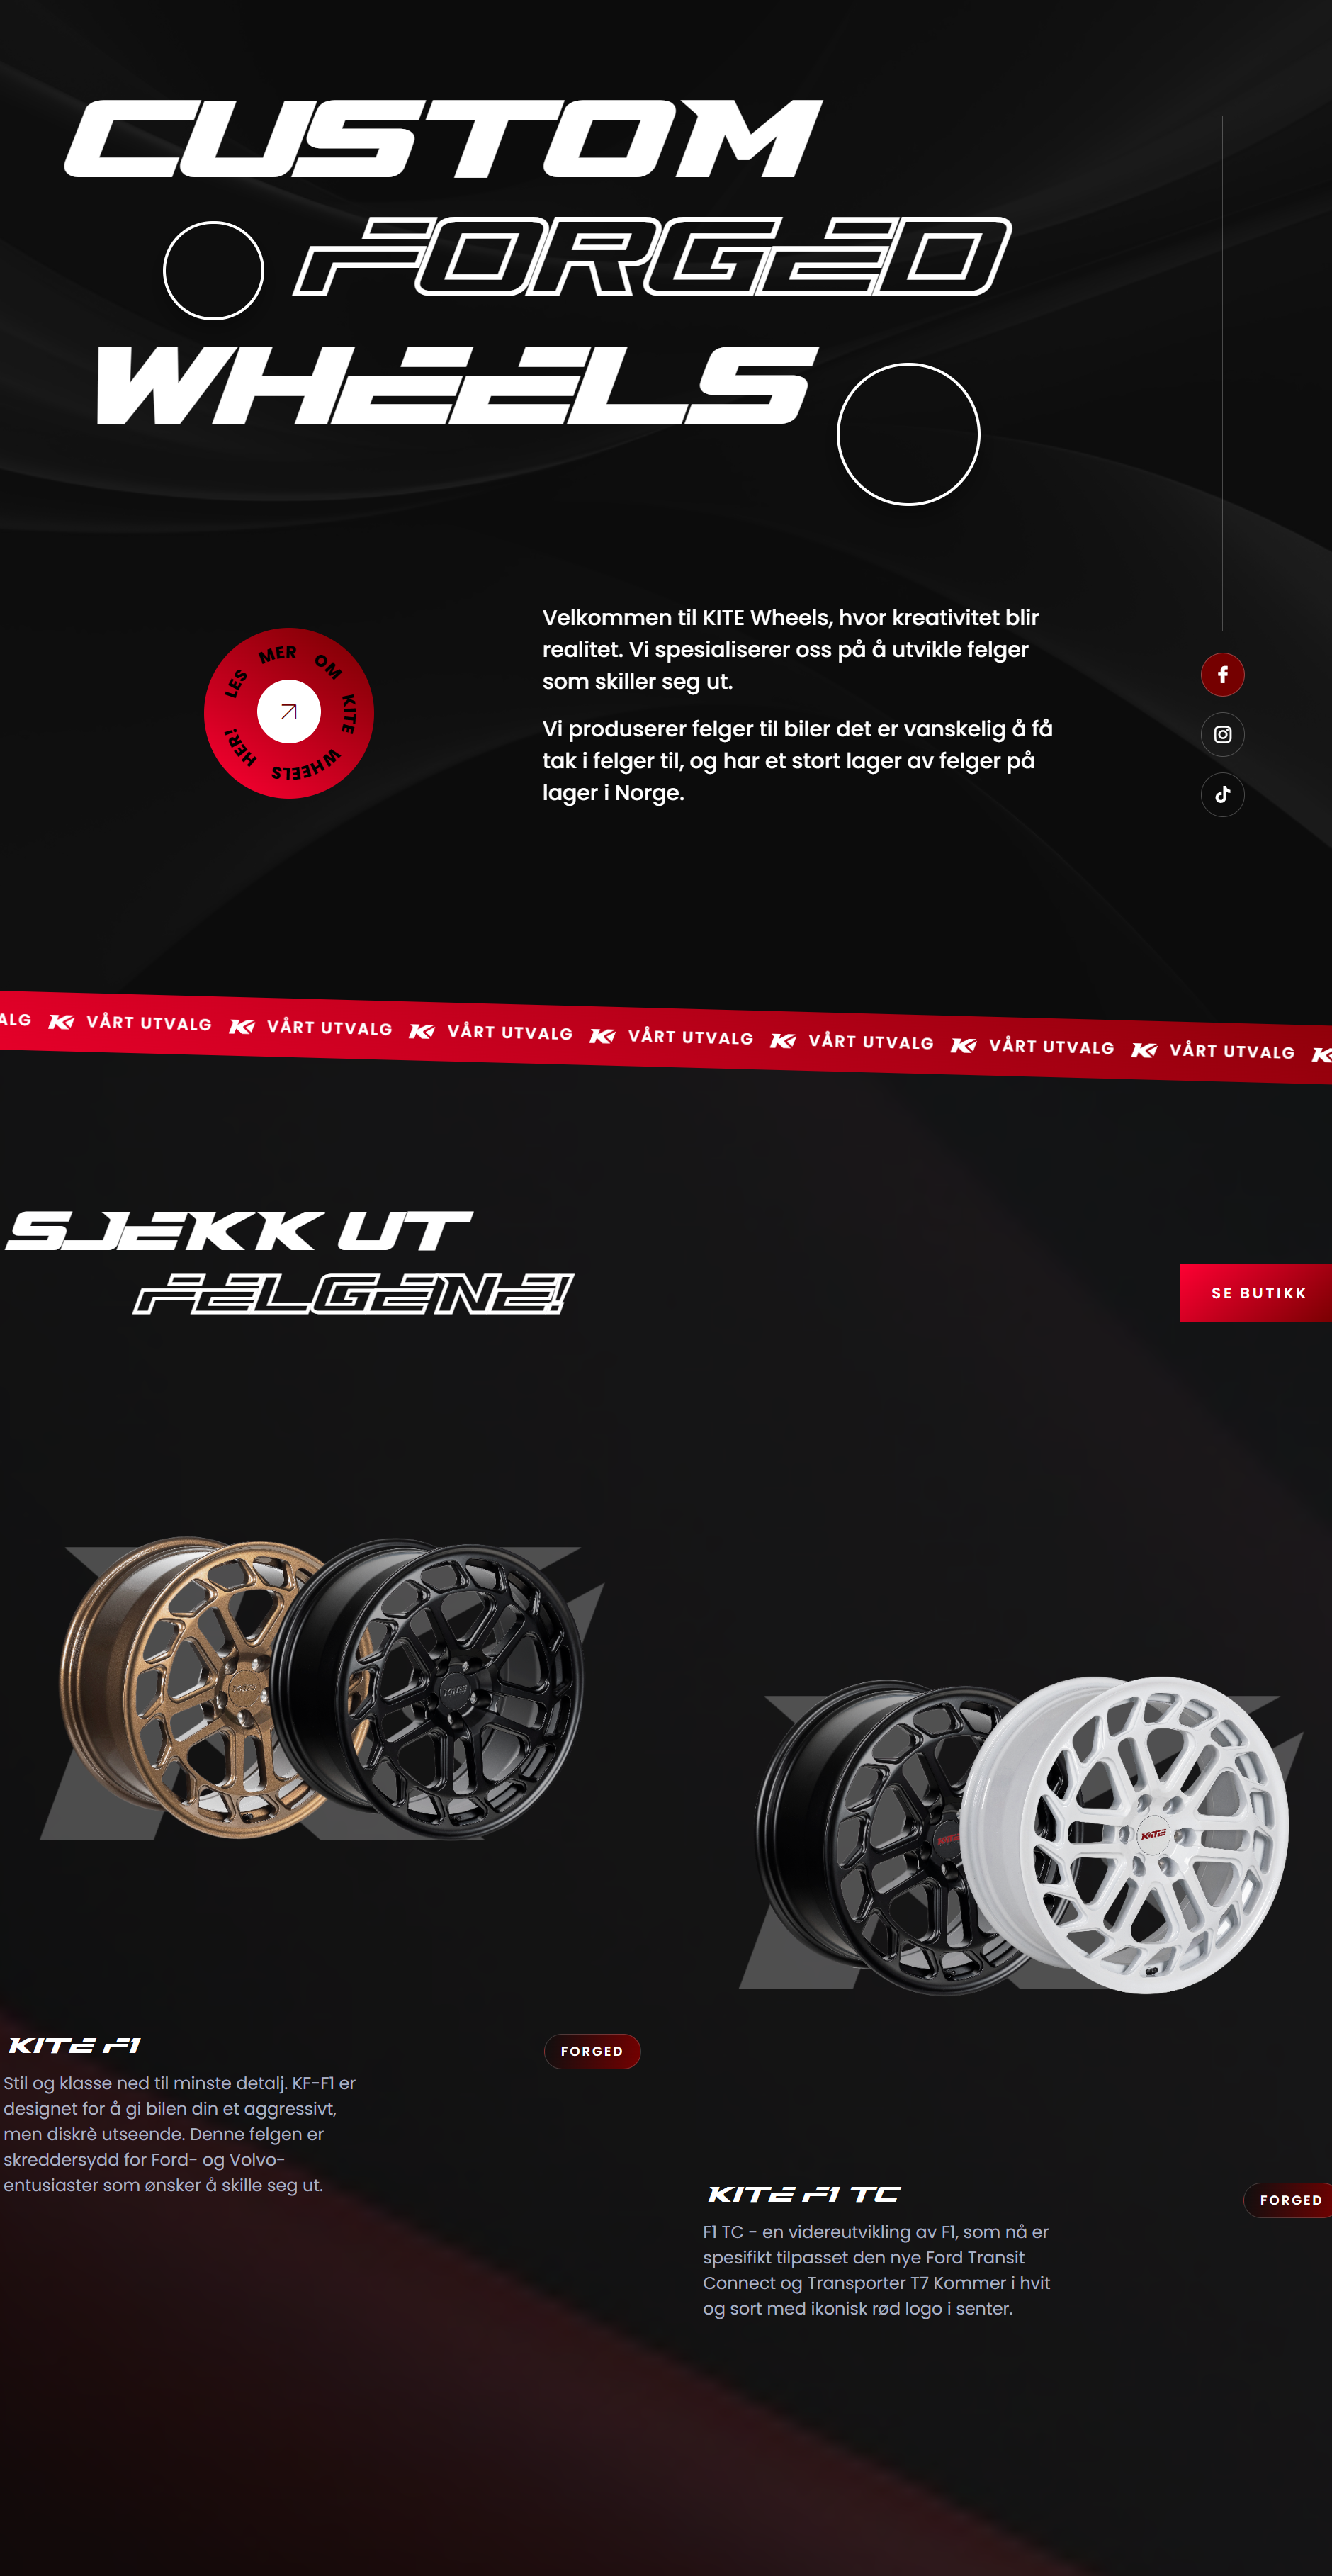 CUSTOM
FORGED
WHEELS
LES MER OM KITE WHEELS HER!
Velkommen til KITE Wheels, hvor kreativitet blir
realitet. Vi spesialiserer oss på å utvikle felger
som skiller seg ut.
Vi produserer felger til biler det er vanskelig å få
tak i felger til, og har et stort lager av felger på
lager i Norge.
ALG VÅRT UTVALG VÅRT UTVALG VÅRT UTVALG VÅRT UTVALG VÅRT UTVALG VÅRT UTVALG VÅRT UTVALG
SJEKK UT
FELGENE!
SE BUTIKK
KITE
KITE F1
FORGED
Stil og klasse ned til minste detalj. KF-F1 er
designet for å gi bilen din et aggressivt,
men diskrè utseende. Denne felgen er
skreddersydd for Ford- og Volvo-
entusiaster som ønsker å skille seg ut.
KITE F1 TC
FORGED
F1 TC - en videreutvikling av F1, som nå er
spesifikt tilpasset den nye Ford Transit
Connect og Transporter T7 Kommer i hvit
og sort med ikonisk rød logo i senter.